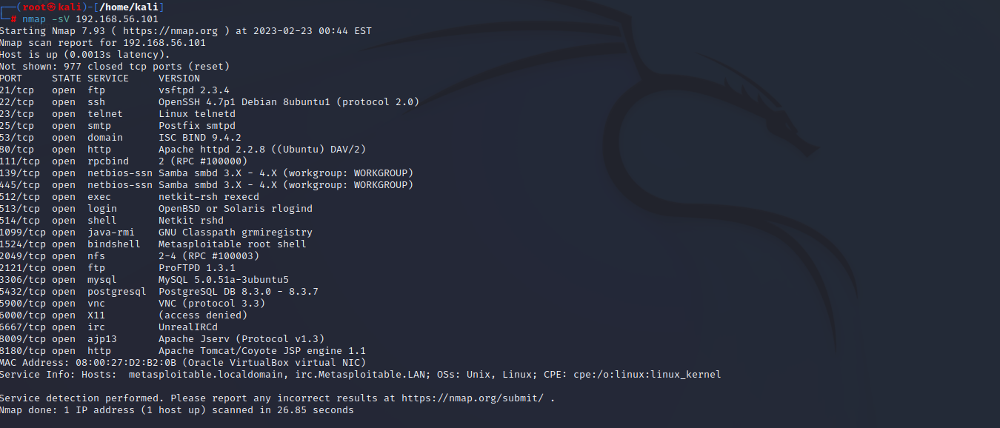 ┌──(root㉿kali)-[/home/kali]
└─# nmap -sV 192.168.56.101
Starting Nmap 7.93 ( https://nmap.org ) at 2023-02-23 00:44 EST
Nmap scan report for 192.168.56.101
Host is up (0.0013s latency).
Not shown: 977 closed tcp ports (reset)
PORT     STATE SERVICE     VERSION
21/tcp   open  ftp         vsftpd 2.3.4
22/tcp   open  ssh         OpenSSH 4.7p1 Debian 8ubuntu1 (protocol 2.0)
23/tcp   open  telnet      Linux telnetd
25/tcp   open  smtp        Postfix smtpd
53/tcp   open  domain      ISC BIND 9.4.2
80/tcp   open  http        Apache httpd 2.2.8 ((Ubuntu) DAV/2)
111/tcp  open  rpcbind     2 (RPC #100000)
139/tcp  open  netbios-ssn Samba smbd 3.X - 4.X (workgroup: WORKGROUP)
445/tcp  open  netbios-ssn Samba smbd 3.X - 4.X (workgroup: WORKGROUP)
512/tcp  open  exec        netkit-rsh rexecd
513/tcp  open  login       OpenBSD or Solaris rlogind
514/tcp  open  shell       Netkit rshd
1099/tcp open  java-rmi    GNU Classpath grmiregistry
1524/tcp open  bindshell   Metasploitable root shell
2049/tcp open  nfs         2-4 (RPC #100003)
2121/tcp open  ftp         ProFTPD 1.3.1
3306/tcp open  mysql       MySQL 5.0.51a-3ubuntu5
5432/tcp open  postgresql  PostgreSQL DB 8.3.0 - 8.3.7
5900/tcp open  vnc         VNC (protocol 3.3)
6000/tcp open  X11         (access denied)
6667/tcp open  irc         UnrealIRCd
8009/tcp open  ajp13       Apache Jserv (Protocol v1.3)
8180/tcp open  http        Apache Tomcat/Coyote JSP engine 1.1
MAC Address: 08:00:27:D2:B2:0B (Oracle VirtualBox virtual NIC)
Service Info: Hosts:  metasploitable.localdomain, irc.Metasploitable.LAN; OSs: Unix, Linux; CPE: cpe:/o:linux:linux_kernel
Service detection performed. Please report any incorrect results at https://nmap.org/submit/ .
Nmap done: 1 IP address (1 host up) scanned in 26.85 seconds